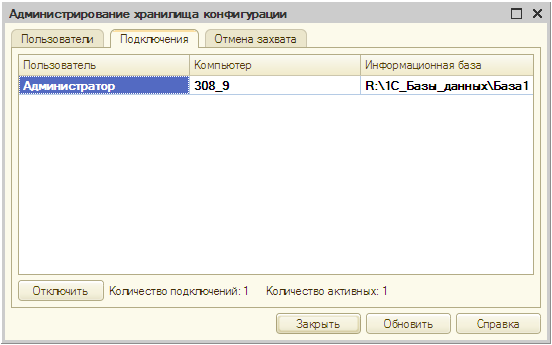 Администрирование хранилища конфигурации
Пользователи Подключения Отмена захвата
Пользователь Компьютер Информационная база
Администратор 308_9 R:\1С_Базы_данных\База1
Отключить Количество подключений: 1 Количество активных: 1
Закрыть Обновить Справка